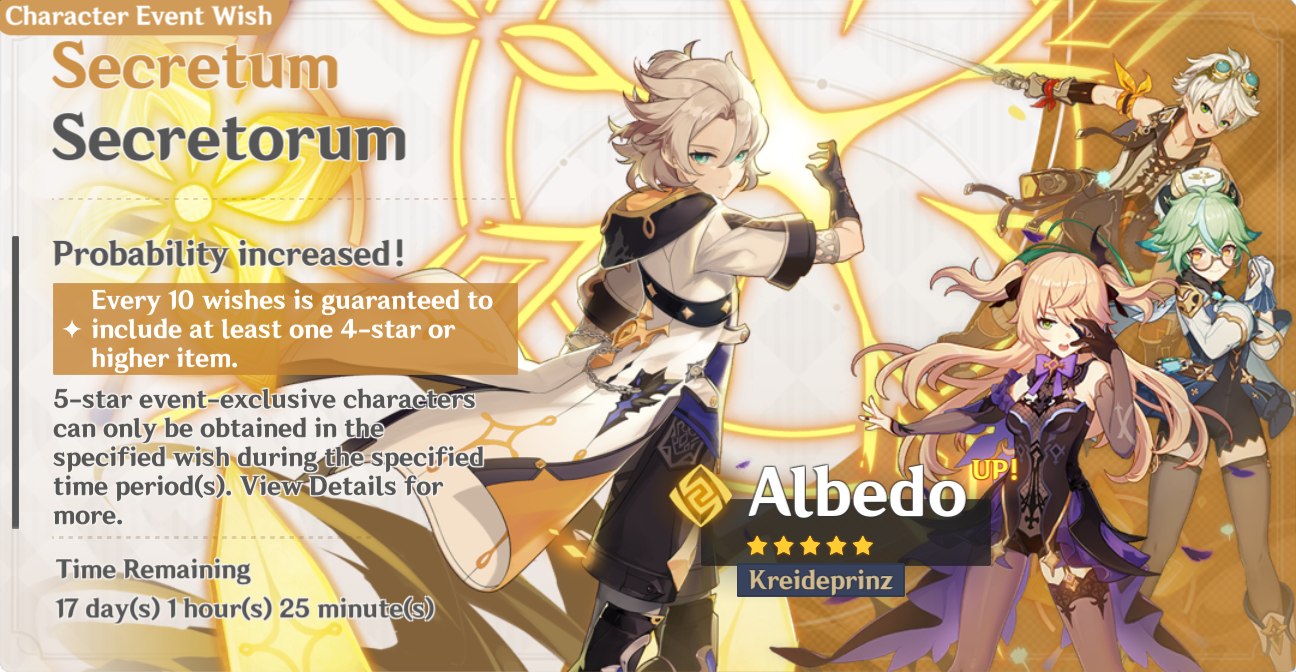 Character Event Wish
Secretum
Secretorum
Probability increased!
Every 10 wishes is guaranteed to
✦ include at least one 4-star or
higher item.
5-star event-exclusive characters
can only be obtained in the
specified wish during the specified
time period(s). View Details for
more.
Time Remaining
17 day(s) 1 hour(s) 25 minute(s)
UP!
Albedo
★★★★★
Kreideprinz